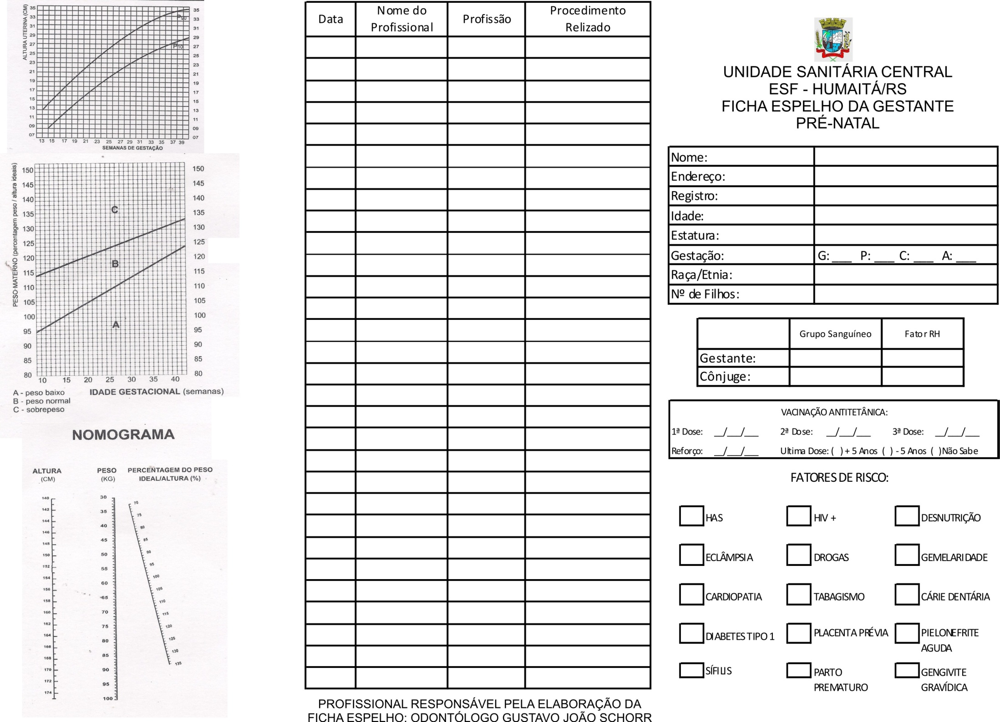 ALTURA UTERINA (CM)
35 35
33 33
31 31
29 29
27 27
25 25
23 23
21 21
19 19
17 17
15 15
13 13
11 11
09 09
07 07
P90
P10
13 15 17 19 21 23 25 27 29 31 33 35 37 39
SEMANAS DE GESTAÇÃO
PESO MATERNO (percentagem peso / altura ideais)
150 150
145 145
140 140
135 135
130 130
125 125
120 120
115 115
110 110
105 105
100 100
95 95
90 90
85 85
80 80
C
B
A
10 15 20 25 30 35 40
IDADE GESTACIONAL (semanas)
A - peso baixo
B - peso normal
C - sobrepeso
NOMOGRAMA
ALTURA
(CM)
140
142
144
146
148
150
152
154
156
158
160
162
164
166
168
170
172
174
PESO
(KG)
30
35
40
45
50
55
60
65
70
75
80
85
90
95
100
PERCENTAGEM DO PESO
IDEAL/ALTURA (%)
70
75
80
85
90
95
100
105
110
115
120
125
130
135
Data
Nome do
Profissional
Profissão
Procedimento
Relizado
PROFISSIONAL RESPONSÁVEL PELA ELABORAÇÃO DA
FICHA ESPELHO: ODONTÓLOGO GUSTAVO JOÃO SCHORR
UNIDADE SANITÁRIA CENTRAL
ESF - HUMAITÁ/RS
FICHA ESPELHO DA GESTANTE
PRÉ-NATAL
Nome:
Endereço:
Registro:
Idade:
Estatura:
Gestação: G: ___ P: ___ C: ___ A: ___
Raça/Etnia:
Nº de Filhos:
Grupo Sanguíneo Fator RH
Gestante:
Cônjuge:
VACINAÇÃO ANTITETÂNICA:
1ª Dose: __/___/___ 2ª Dose: __/___/___ 3ª Dose: __/___/___
Reforço: __/___/___ Ultima Dose: ( ) + 5 Anos ( ) - 5 Anos ( )Não Sabe
FATORES DE RISCO:
HAS HIV + DESNUTRIÇÃO
ECLÂMPSIA DROGAS GEMELARIDADE
CARDIOPATIA TABAGISMO CÁRIE DENTÁRIA
DIABETES TIPO 1 PLACENTA PRÉVIA PIELONEFRITE
AGUDA
SÍFILIS PARTO GENGIVITE
PREMATURO GRAVÍDICA